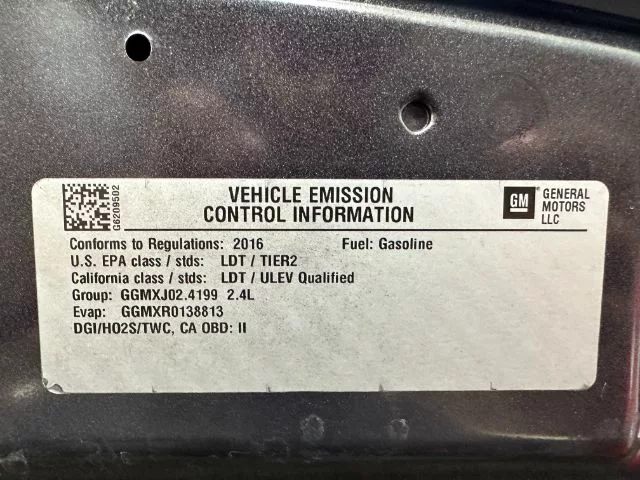 G6209502
VEHICLE EMISSION
CONTROL INFORMATION
GM
GENERAL
MOTORS
LLC
Conforms to Regulations: 2016 Fuel: Gasoline
U.S. EPA class / stds: LDT / TIER2
California class / stds: LDT / ULEV Qualified
Group: GGMXJ02.4199 2.4L
Evap: GGMXR0138813
DGI/HO2S/TWC, CA OBD: II